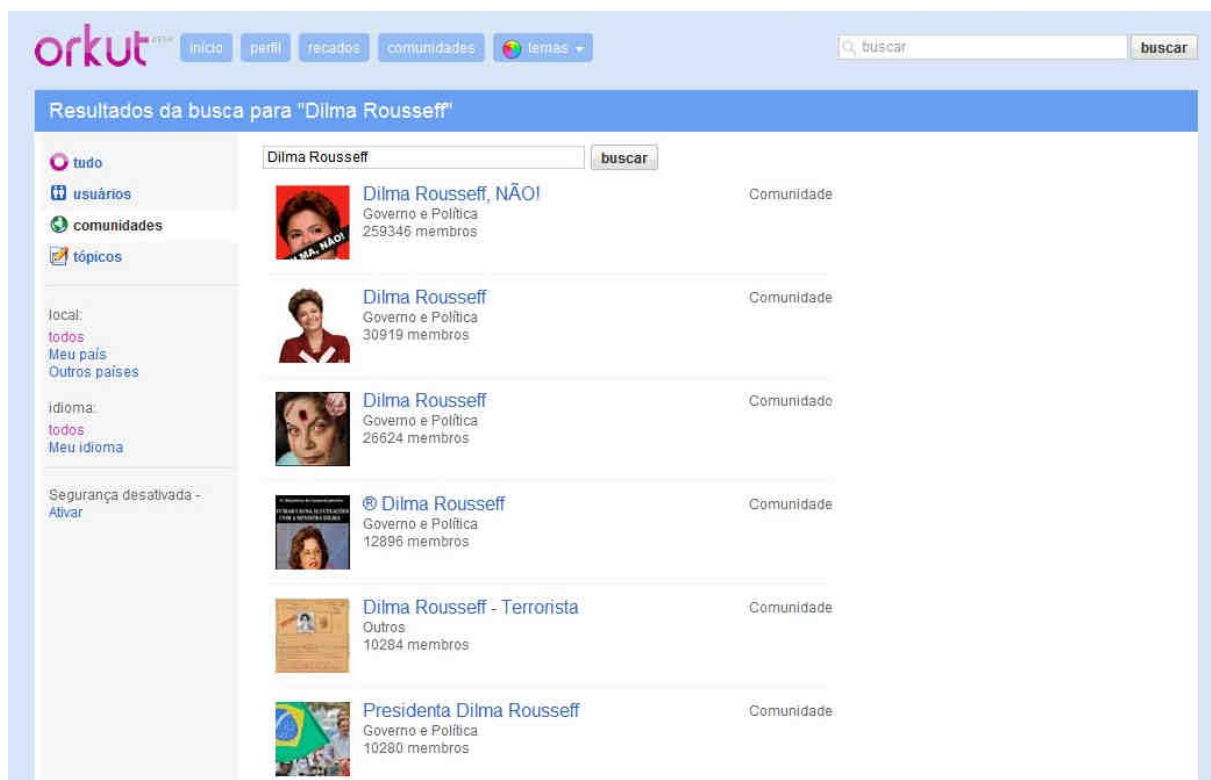 orkut
início perfil recados comunidades temas
buscar buscar
Resultados da busca para "Dilma Rousseff"
tudo
usuários
comunidades
tópicos
local:
todos
Meu país
Outros países
idioma:
todos
Meu idioma
Segurança desativada -
Ativar
Dilma Rousseff buscar
Dilma Rousseff, NÃO! Comunidade
Governo e Política
259346 membros
MA, NÃO!
Dilma Rousseff Comunidade
Governo e Política
30919 membros
Dilma Rousseff Comunidade
Governo e Política
26624 membros
® Dilma Rousseff Comunidade
Governo e Política
12896 membros
Dilma Rousseff - Terrorista Comunidade
Outros
10284 membros
Presidenta Dilma Rousseff Comunidade
Governo e Política
10280 membros